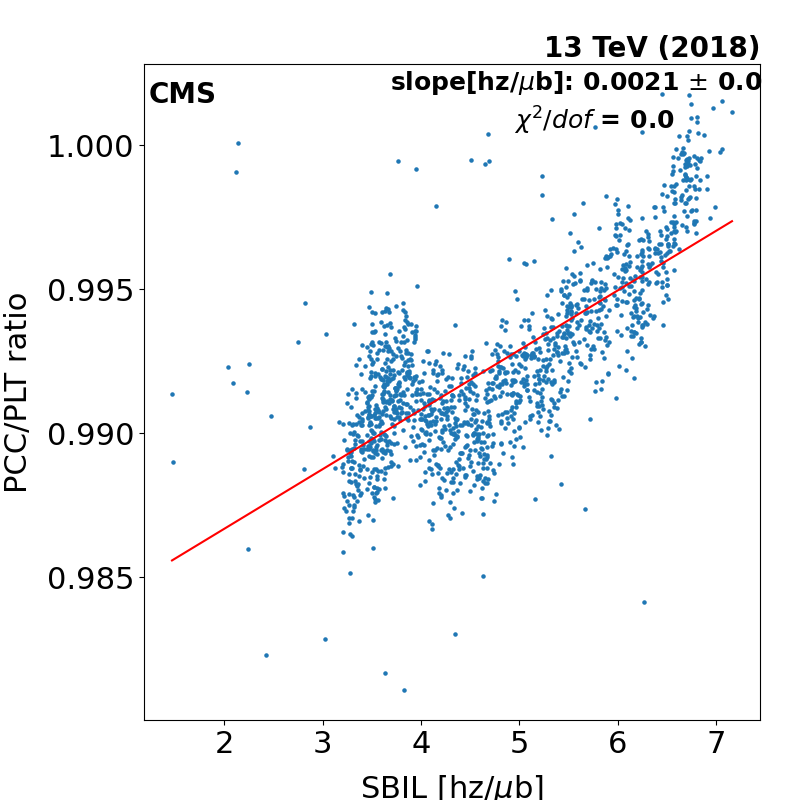 13 TeV (2018)
slope[hz/μb]: 0.0021 ± 0.0
CMS
χ²/dof = 0.0
1.000
0.995
0.990
0.985
PCC/PLT ratio
2 3 4 5 6 7
SBIL [hz/μb]